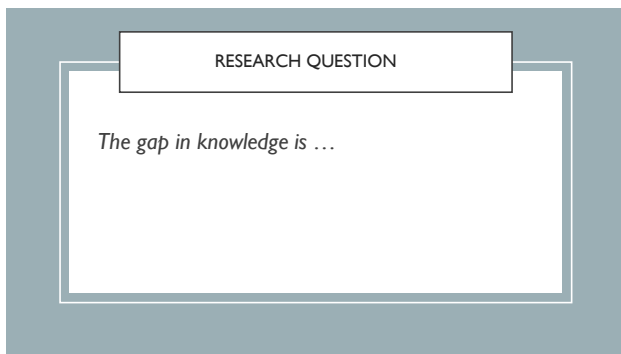 RESEARCH QUESTION
The gap in knowledge is …